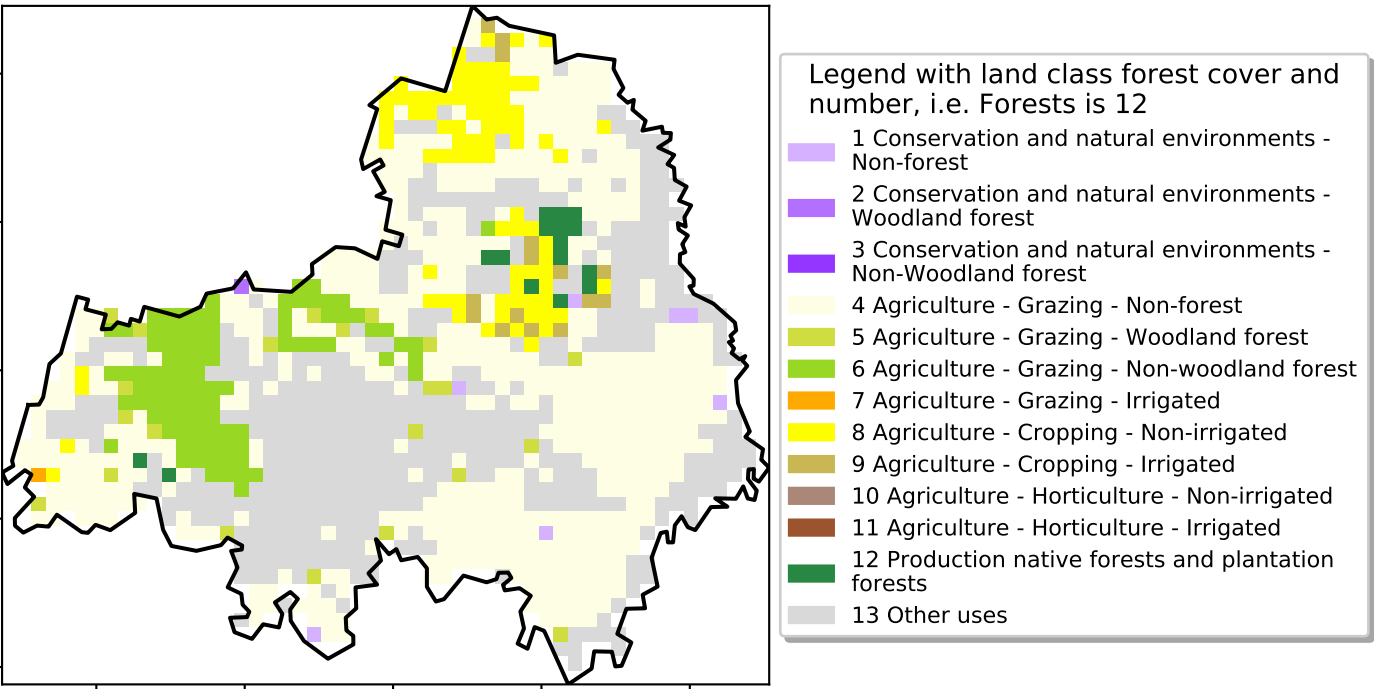 Legend with land class forest cover and
number, i.e. Forests is 12
1 Conservation and natural environments -
Non-forest
2 Conservation and natural environments -
Woodland forest
3 Conservation and natural environments -
Non-Woodland forest
4 Agriculture - Grazing - Non-forest
5 Agriculture - Grazing - Woodland forest
6 Agriculture - Grazing - Non-woodland forest
7 Agriculture - Grazing - Irrigated
8 Agriculture - Cropping - Non-irrigated
9 Agriculture - Cropping - Irrigated
10 Agriculture - Horticulture - Non-irrigated
11 Agriculture - Horticulture - Irrigated
12 Production native forests and plantation
forests
13 Other uses